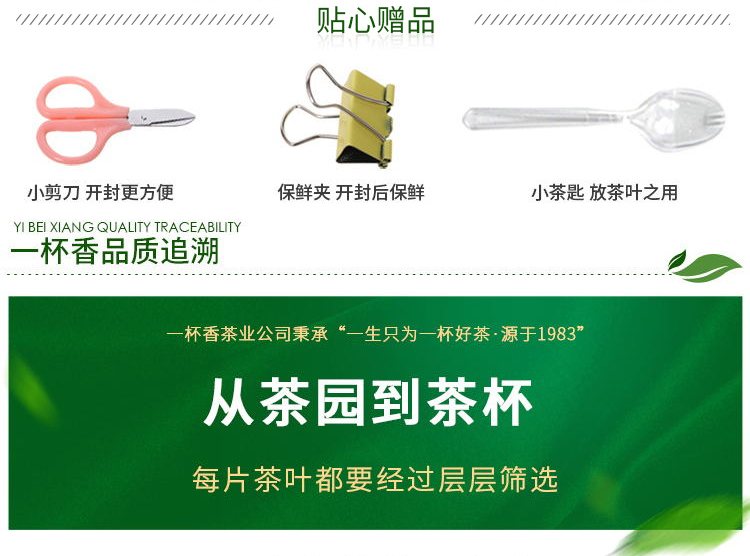 贴心赠品
小剪刀 开封更方便
保鲜夹 开封后保鲜
小茶匙 放茶叶之用
YI BEI XIANG QUALITY TRACEABILITY
一杯香品质追溯
一杯香茶业公司秉承“一生只为一杯好茶·源于1983”
从茶园到茶杯
每片茶叶都要经过层层筛选